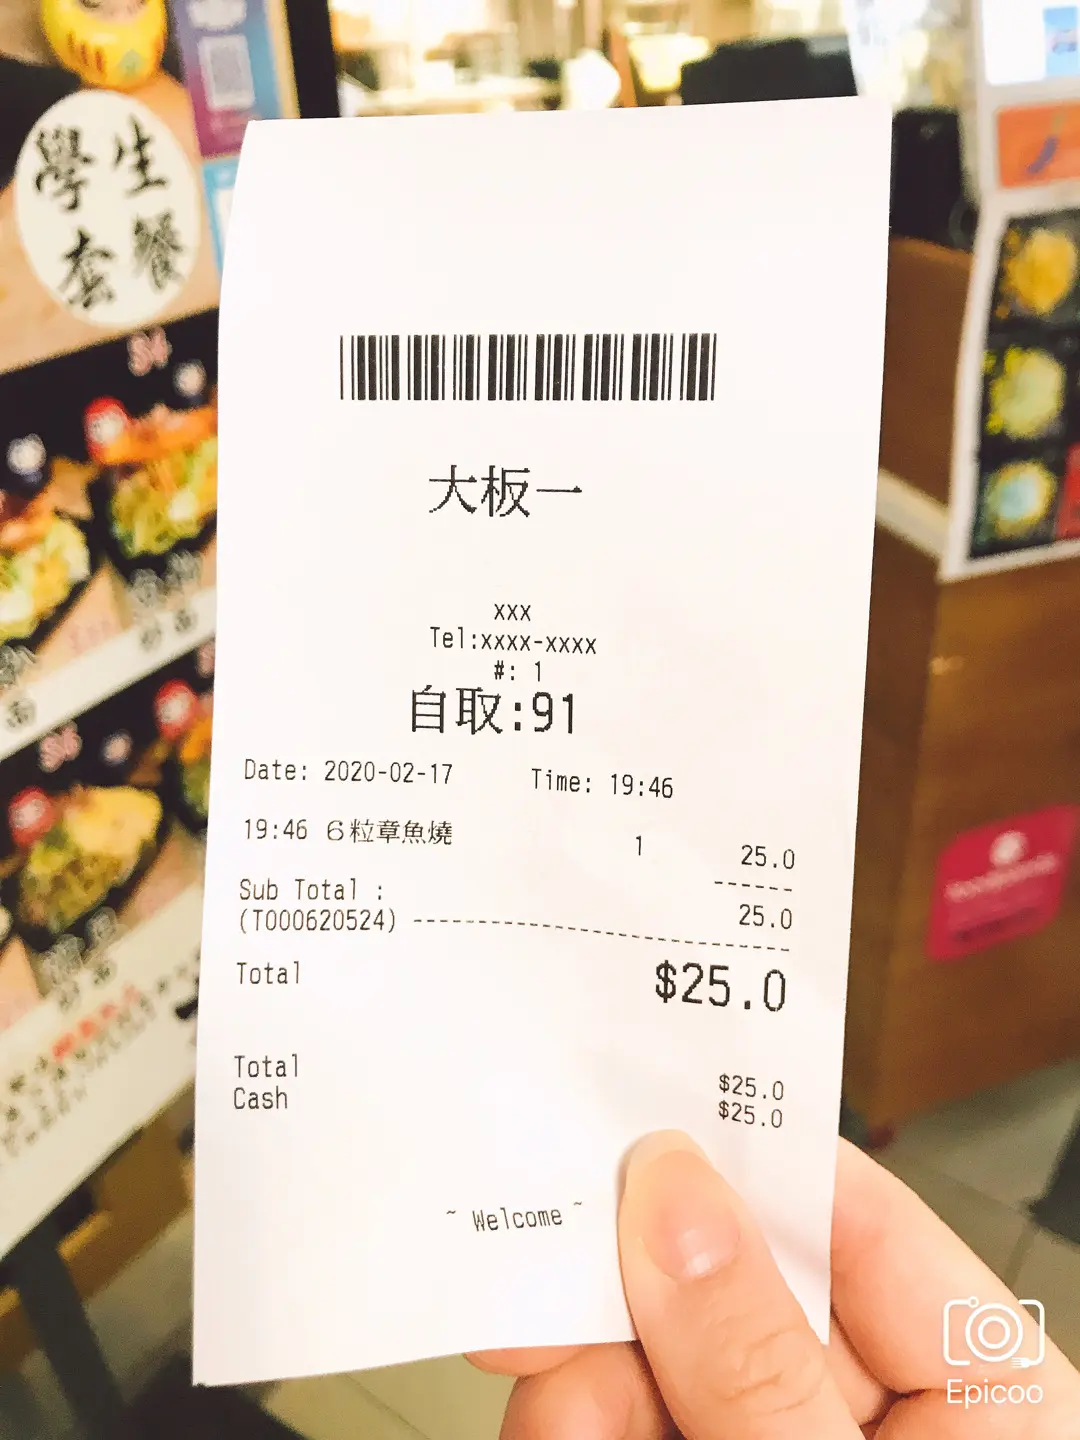 學生
套餐
大板一
xxx
Tel:xxxx-xxxx
#: 1
自取:91
Date: 2020-02-17 Time: 19:46
19:46 6粒章魚燒 1 25.0
Sub Total : 25.0
(T000620524)
Total $25.0
Total $25.0
Cash $25.0
~ Welcome ~
Epicoo